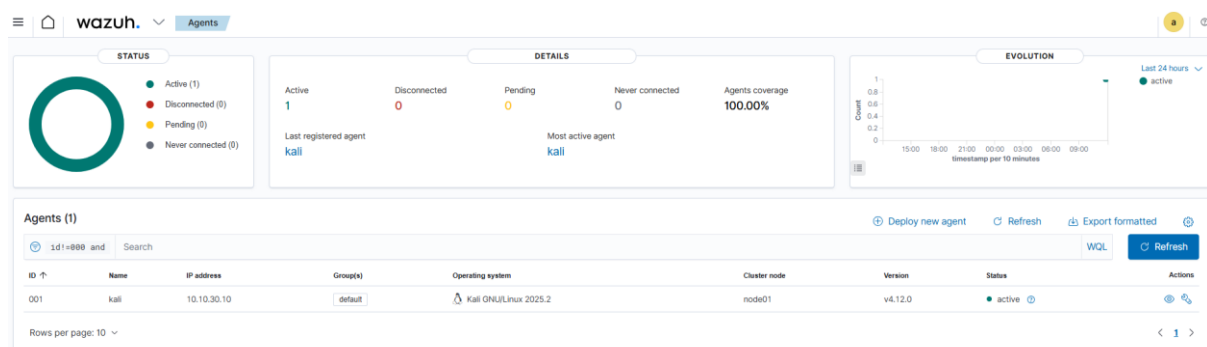 wazuh. Agents a
STATUS
Active (1)
Disconnected (0)
Pending (0)
Never connected (0)
DETAILS
Active Disconnected Pending Never connected Agents coverage
1 0 0 0 100.00%
Last registered agent Most active agent
kali kali
EVOLUTION
Last 24 hours
active
Count
1
0.8
0.6
0.4
0.2
0
15:00 18:00 21:00 00:00 03:00 06:00 09:00
timestamp per 10 minutes
Agents (1) Deploy new agent Refresh Export formatted
id!=000 and Search WQL Refresh
ID Name IP address Group(s) Operating system Cluster node Version Status Actions
001 kali 10.10.30.10 default Kali GNU/Linux 2025.2 node01 v4.12.0 active
Rows per page: 10 < 1 >